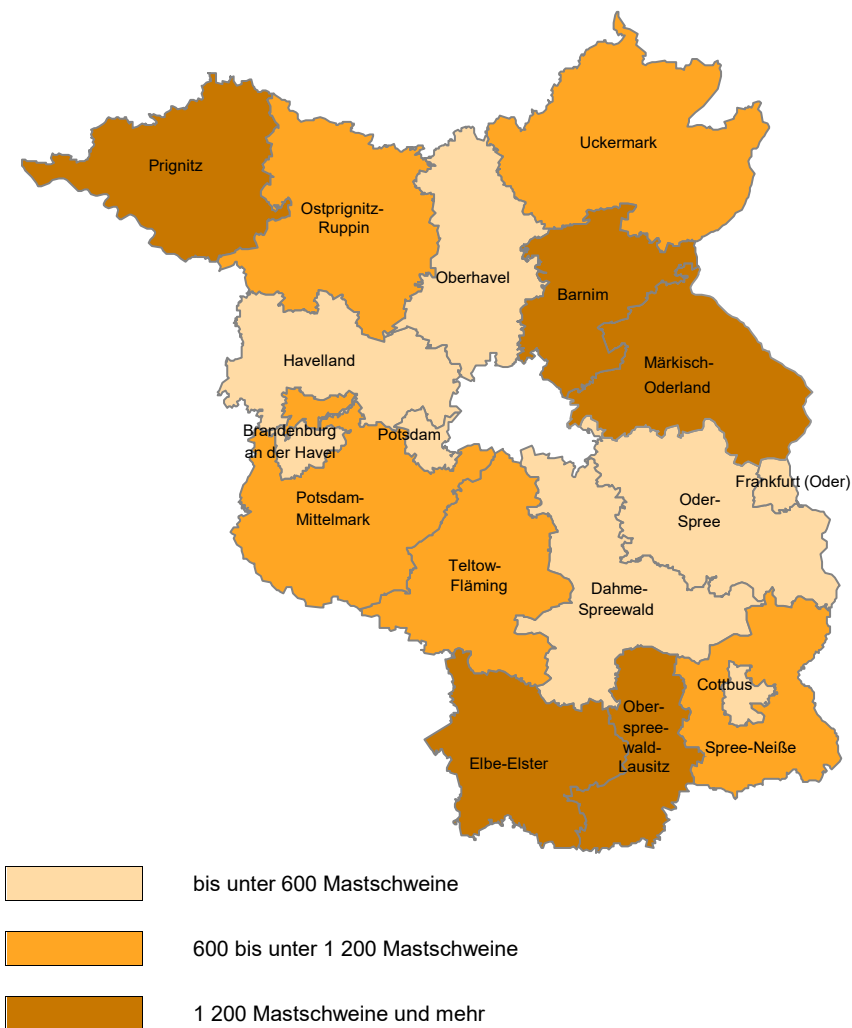 Uckermark
Prignitz
Ostprignitz-
Ruppin
Oberhavel
Barnim
Havelland
Märkisch-
Oderland
Brandenburg
an der Havel
Potsdam
Frankfurt (Oder)
Potsdam-
Mittelmark
Oder-
Spree
Teltow-
Fläming
Dahme-
Spreewald
Cottbus
Ober-
spree-
wald-
Lausitz
Spree-Neiße
Elbe-Elster
bis unter 600 Mastschweine
600 bis unter 1 200 Mastschweine
1 200 Mastschweine und mehr